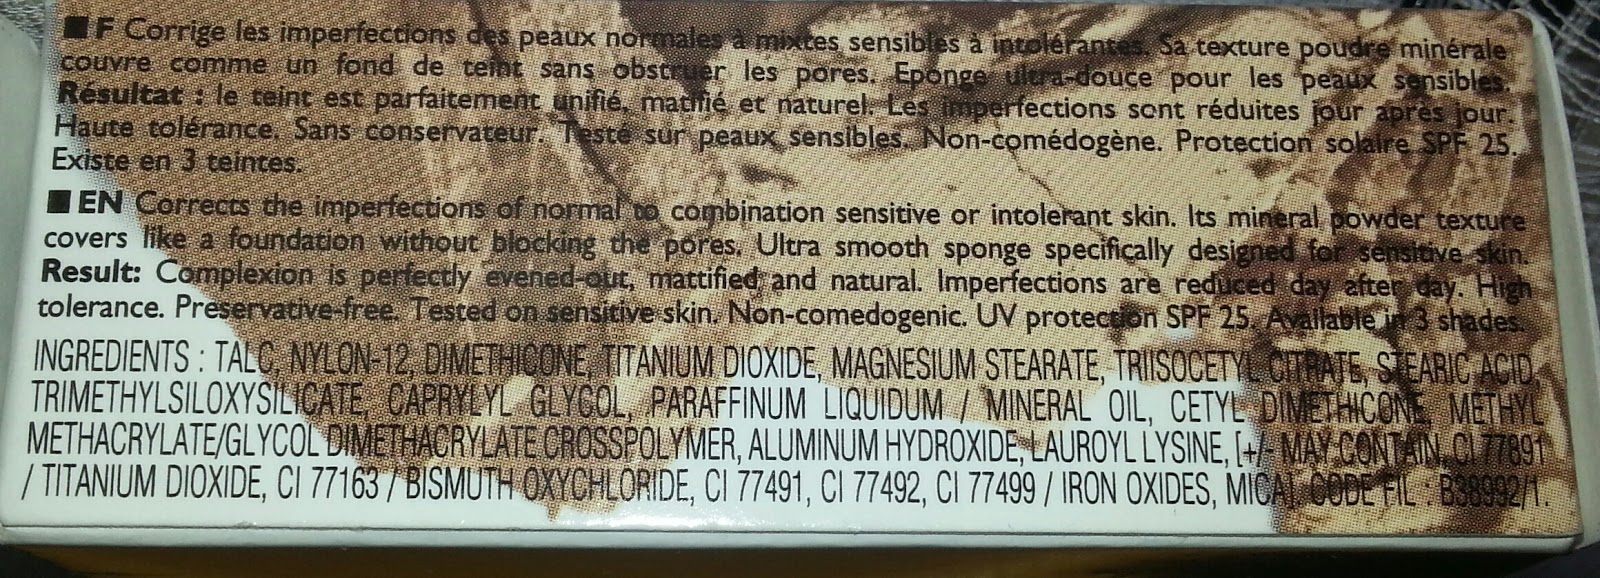 ■ F Corrige les imperfections des peaux normales à mixtes sensibles à intolérantes. Sa texture poudre minérale
couvre comme un fond de teint sans obstruer les pores. Eponge ultra-douce pour les peaux sensibles.
Résultat : le teint est parfaitement unifié, matifié et naturel. Les imperfections sont réduites jour après jour.
Haute tolérance. Sans conservateur. Testé sur peaux sensibles. Non-comédogène. Protection solaire SPF 25.
Existe en 3 teintes.
■ EN Corrects the imperfections of normal to combination sensitive or intolerant skin. Its mineral powder texture
covers like a foundation without blocking the pores. Ultra smooth sponge specifically designed for sensitive skin.
Result: Complexion is perfectly evened-out, mattified and natural. Imperfections are reduced day after day. High
tolerance. Preservative-free. Tested on sensitive skin. Non-comedogenic. UV protection SPF 25. Available in 3 shades.
INGREDIENTS : TALC, NYLON-12, DIMETHICONE, TITANIUM DIOXIDE, MAGNESIUM STEARATE, TRIISOCETYL CITRATE, STEARIC ACID,
TRIMETHYLSILOXYSILICATE, CAPRYLYL GLYCOL, PARAFFINUM LIQUIDUM / MINERAL OIL, CETYL DIMETHICONE, METHYL
METHACRYLATE/GLYCOL DIMETHACRYLATE CROSSPOLYMER, ALUMINUM HYDROXIDE, LAUROYL LYSINE, [+/- MAY CONTAIN, CI 77891
/ TITANIUM DIOXIDE, CI 77163 / BISMUTH OXYCHLORIDE, CI 77491, CI 77492, CI 77499 / IRON OXIDES, MICA]. CODE FIL : B38992/1.